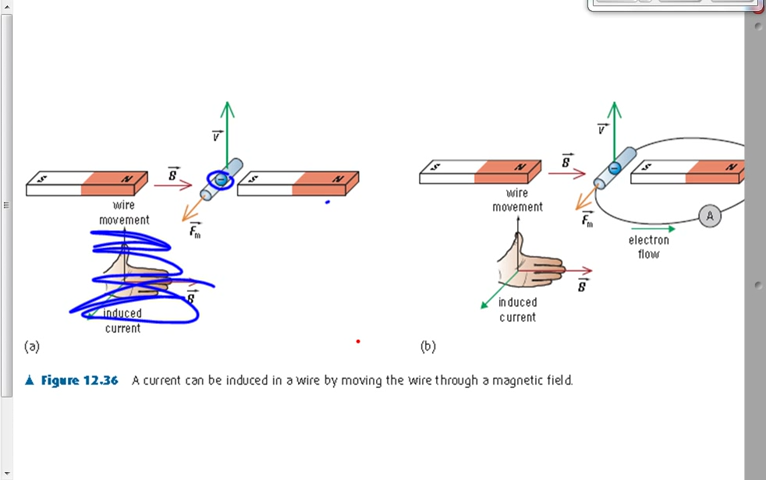 S N B V S N
wire
movement
Fm
B
induced
current
(a)
S N B V N
wire
movement
Fm
A
electron
flow
B
induced
current
(b)
▲ Figure 12.36 A current can be induced in a wire by moving the wire through a magnetic field.